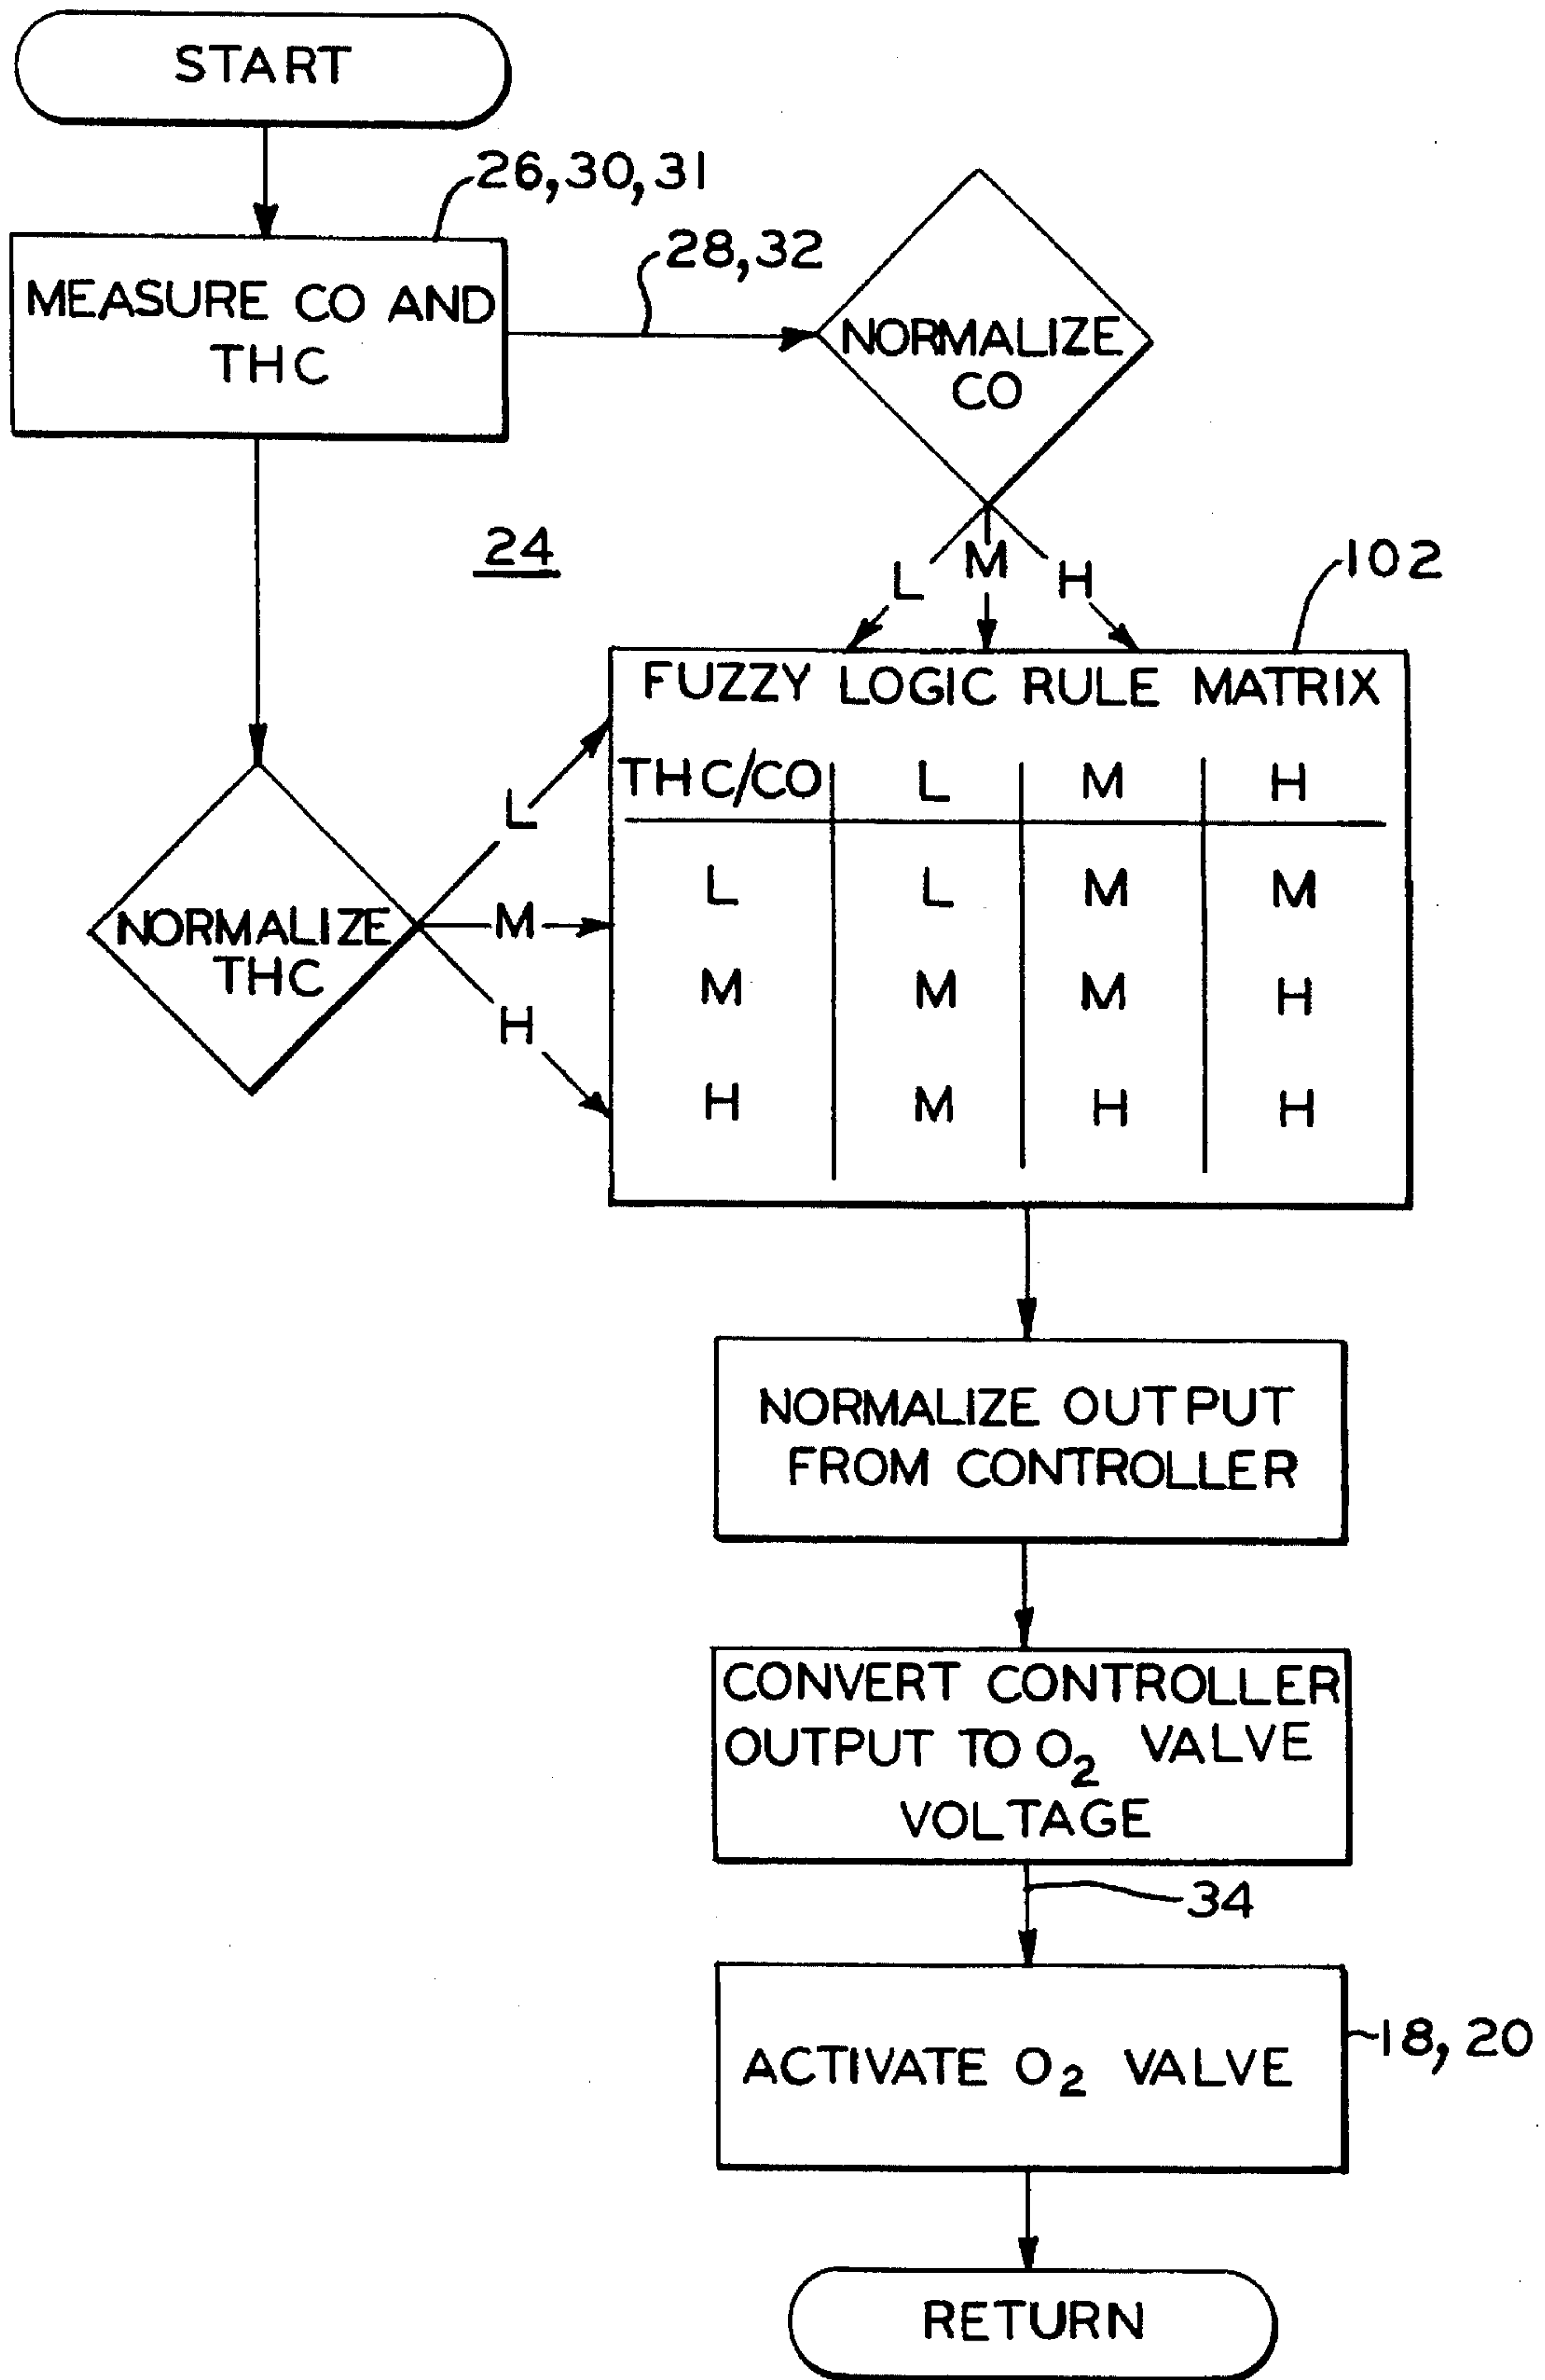 START
26,30,31
MEASURE CO AND
THC
28,32
NORMALIZE
CO
24
L M H
102
FUZZY LOGIC RULE MATRIX
THC/CO L M H
L L M M
M M M H
H M H H
L
M
H
NORMALIZE
THC
NORMALIZE OUTPUT
FROM CONTROLLER
CONVERT CONTROLLER
OUTPUT TO O₂ VALVE
VOLTAGE
34
ACTIVATE O₂ VALVE
18, 20
RETURN